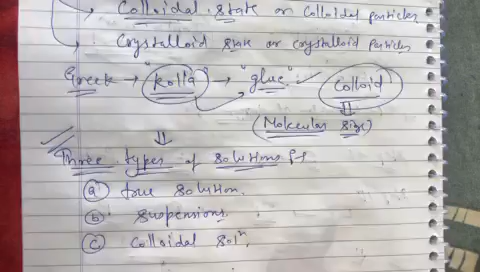 Colloidal state or Colloidal particles
Crystalloid state or crystalloid particles
Greek → "Kolla" → "glue". Colloid
(Molecular size)
Three types of solutions
(a) true solution.
(b) suspensions.
(c) colloidal solⁿ.